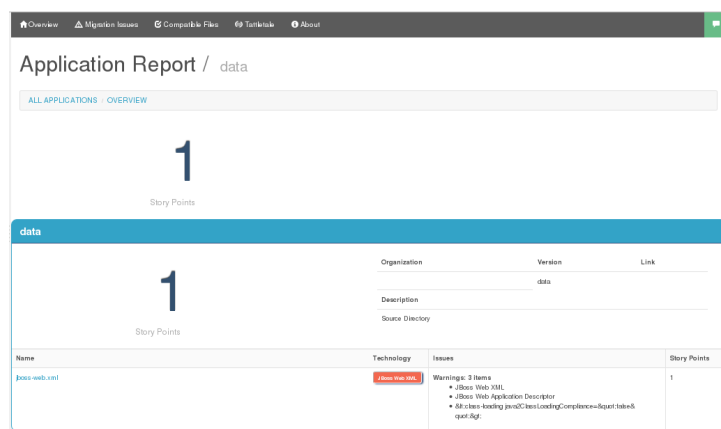 Overview Migration Issues Compatible Files Tattletale About
Application Report / data
ALL APPLICATIONS / OVERVIEW
1
Story Points
data
1
Story Points
Organization Version Link
data
Description
Source Directory
Name Technology Issues Story Points
jboss-web.xml JBoss Web XML Warnings: 3 items 1
JBoss Web XML
JBoss Web Application Descriptor
&lt;class-loading java2ClassLoadingCompliance=&quot;false&
quot;&gt;